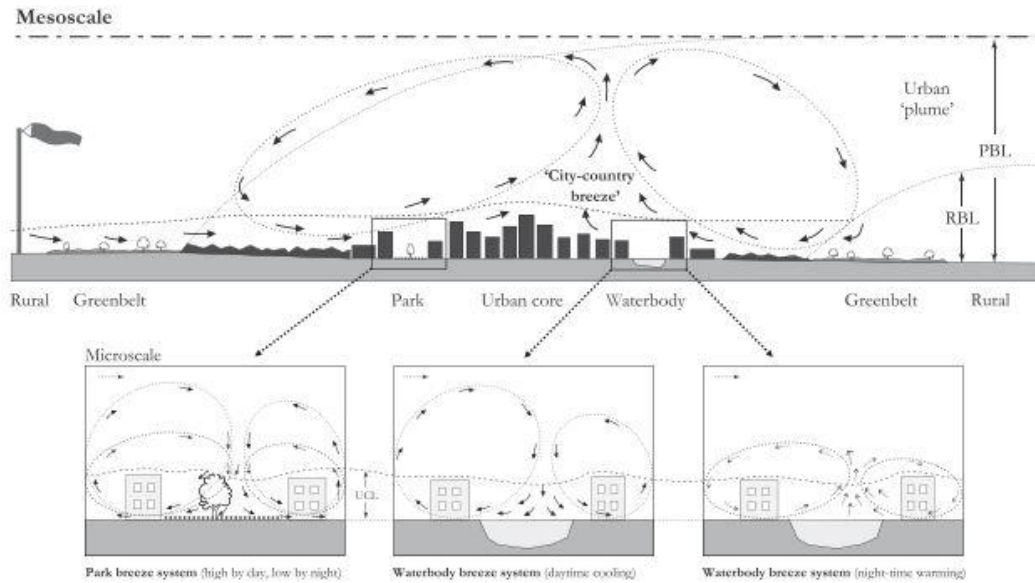 Mesoscale
Urban
'plume'
PBL
'City-country
breeze'
RBL
Rural Greenbelt Park Urban core Waterbody Greenbelt Rural
Microscale
UCL
Park breeze system (high by day, low by night) Waterbody breeze system (daytime cooling) Waterbody breeze system (night-time warming)